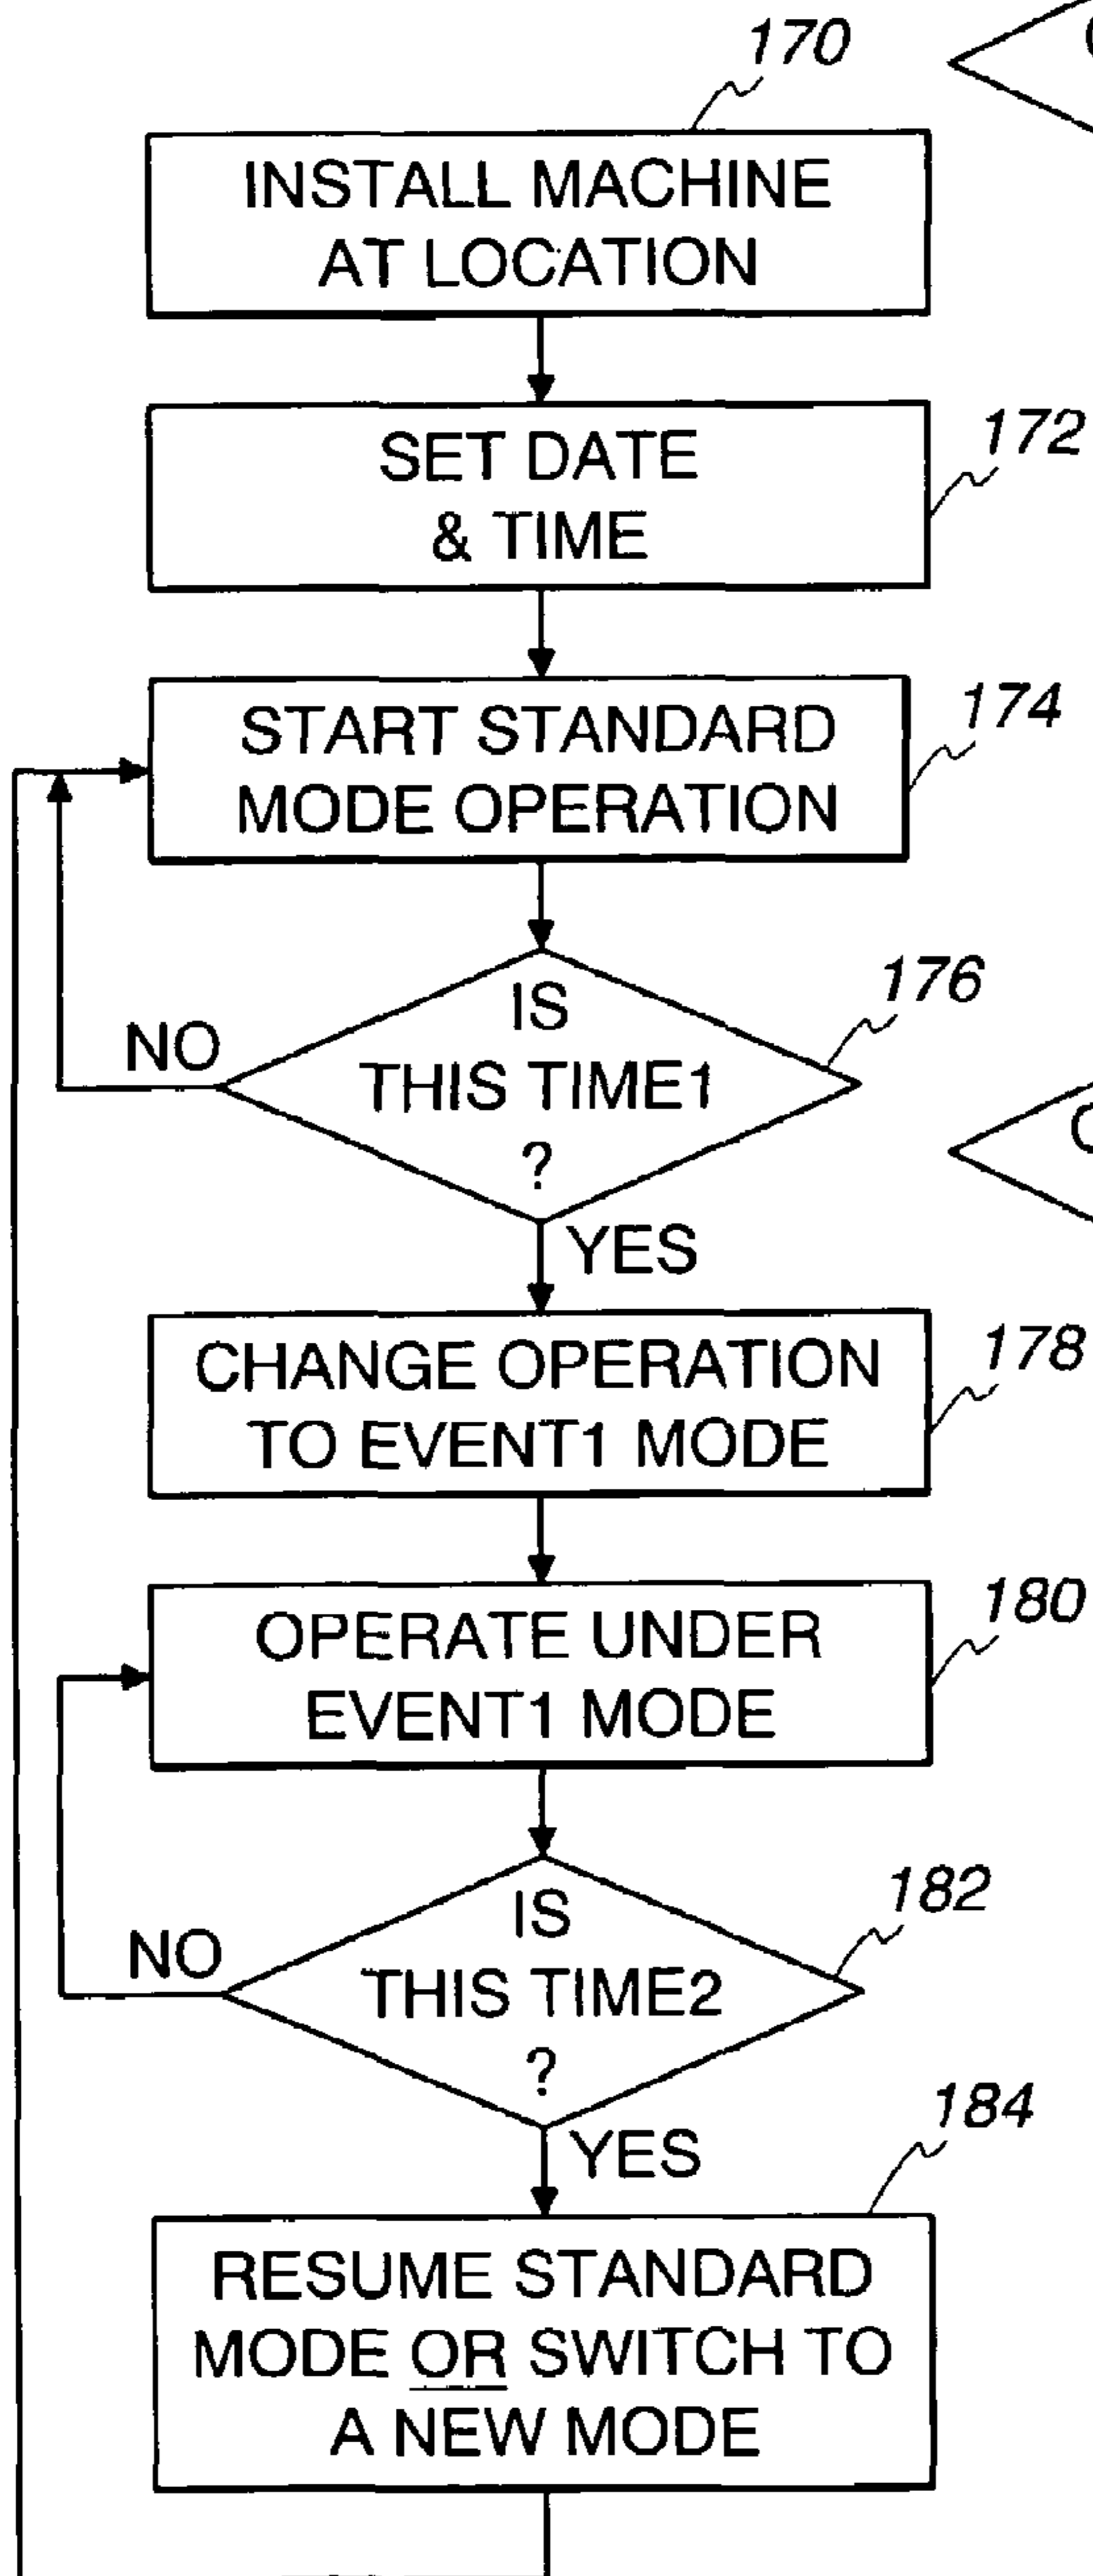 170
INSTALL MACHINE
AT LOCATION
172
SET DATE
& TIME
174
START STANDARD
MODE OPERATION
176
IS
THIS TIME1
?
NO
YES
178
CHANGE OPERATION
TO EVENT1 MODE
180
OPERATE UNDER
EVENT1 MODE
182
IS
THIS TIME2
?
NO
YES
184
RESUME STANDARD
MODE OR SWITCH TO
A NEW MODE